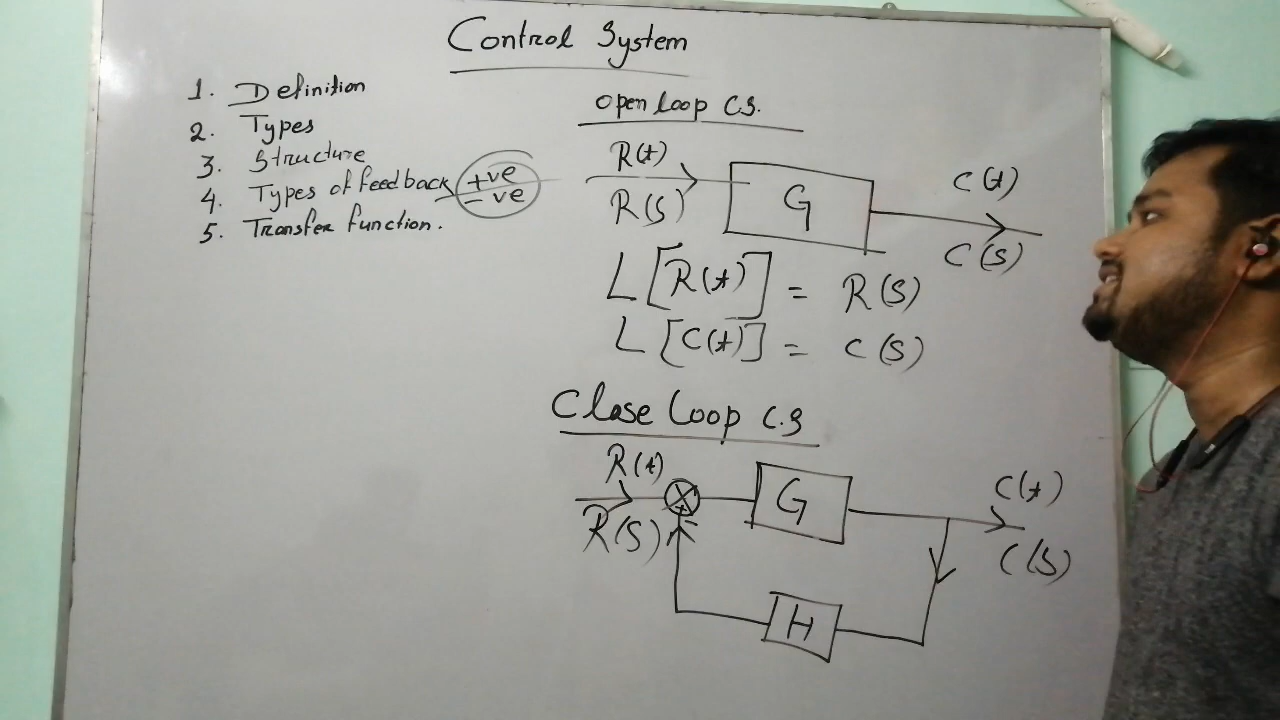 Control System
1. Definition
2. Types
3. Structure
4. Types of feedback +ve -ve
5. Transfer function.
Open loop C.S.
R(t)
R(S)
G
C(t)
C(S)
L[R(t)] = R(S)
L[C(t)] = C(S)
Close Loop C.S
R(t)
R(S)
G
C(t)
C(S)
H